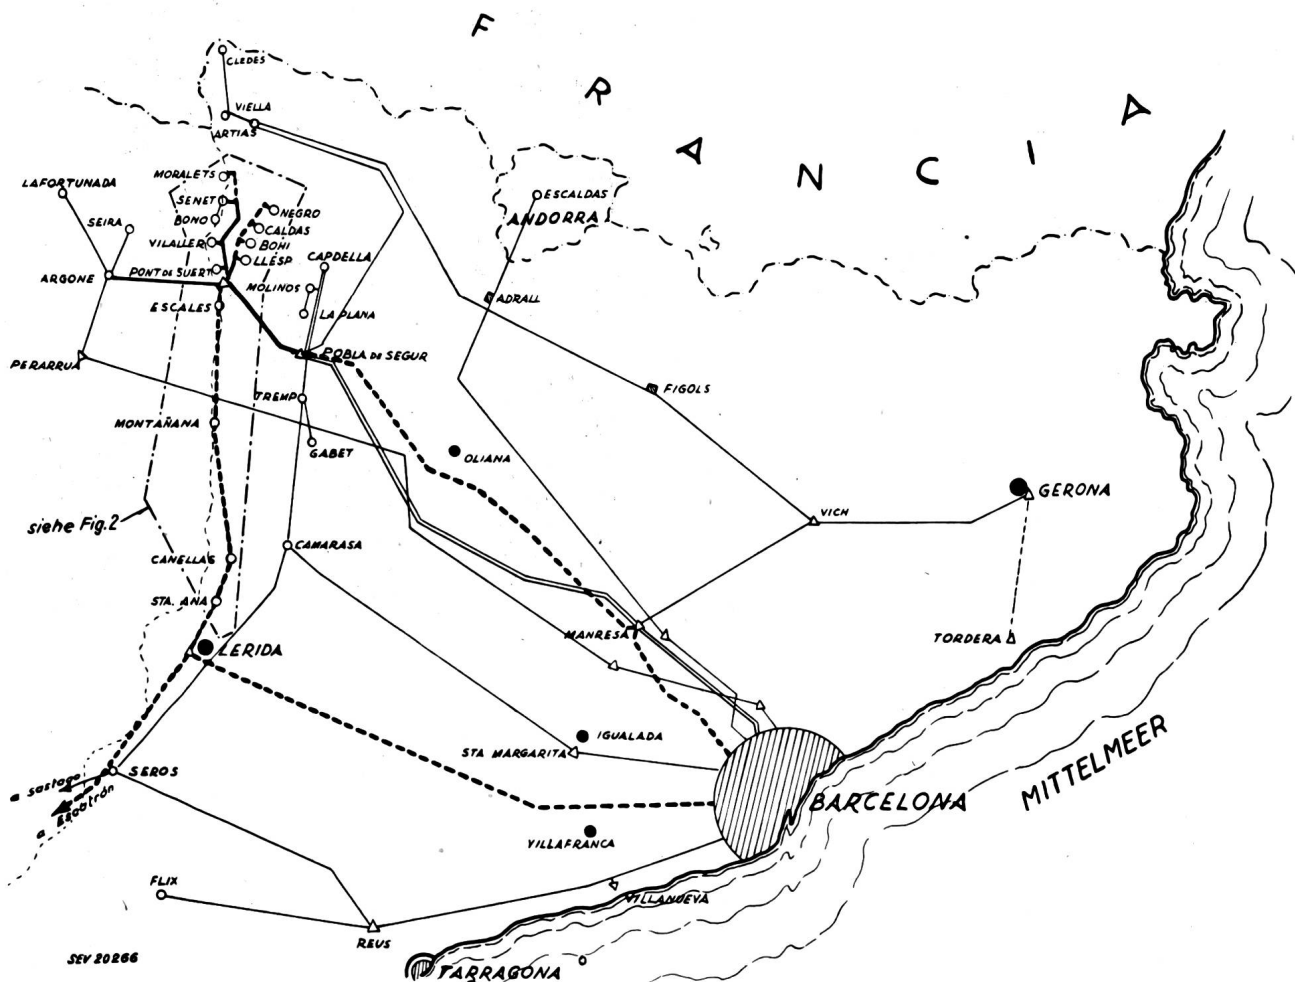 FRANCIA
CLEDES
VIELLA
ARTIAS
MORALETS
LAFORTUNADA
SENET
ESCALDAS
NEGRO
BONO
ANDORRA
SEIRA
CALDAS
VILALLER
BOHI
LLESP
CAPDELLA
PONT DE SUERT
ARGONE
MOLINOS
ADRALL
ESCALES
LA PLANA
POBLA DE SEGUR
PERARRUA
FIGOLS
TREMP
MONTAÑANA
GABET
OLIANA
GERONA
VICH
siehe Fig.2
CAMARASA
CANELLAS
STA. ANA
MANRESA
TORDERA
LERIDA
IGUALADA
STA MARGARITA
MITTELMEER
SEROS
a SASTAGO
a ESCATRÓN
BARCELONA
VILLAFRANCA
FLIX
VILLANUEVA
REUS
SEV 20266
TARRAGONA